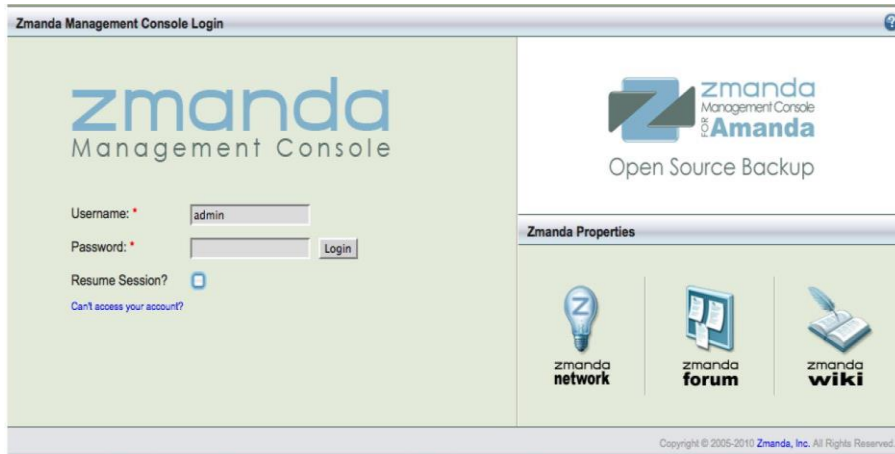 Zmanda Management Console Login
?
zmanda
Management Console
Username: *
admin
Password: *
Login
Resume Session?
Can't access your account?
zmanda
Management Console
FOR Amanda
Open Source Backup
Zmanda Properties
Z
zmanda
network
zmanda
forum
zmanda
wiki
Copyright © 2005-2010 Zmanda, Inc. All Rights Reserved.